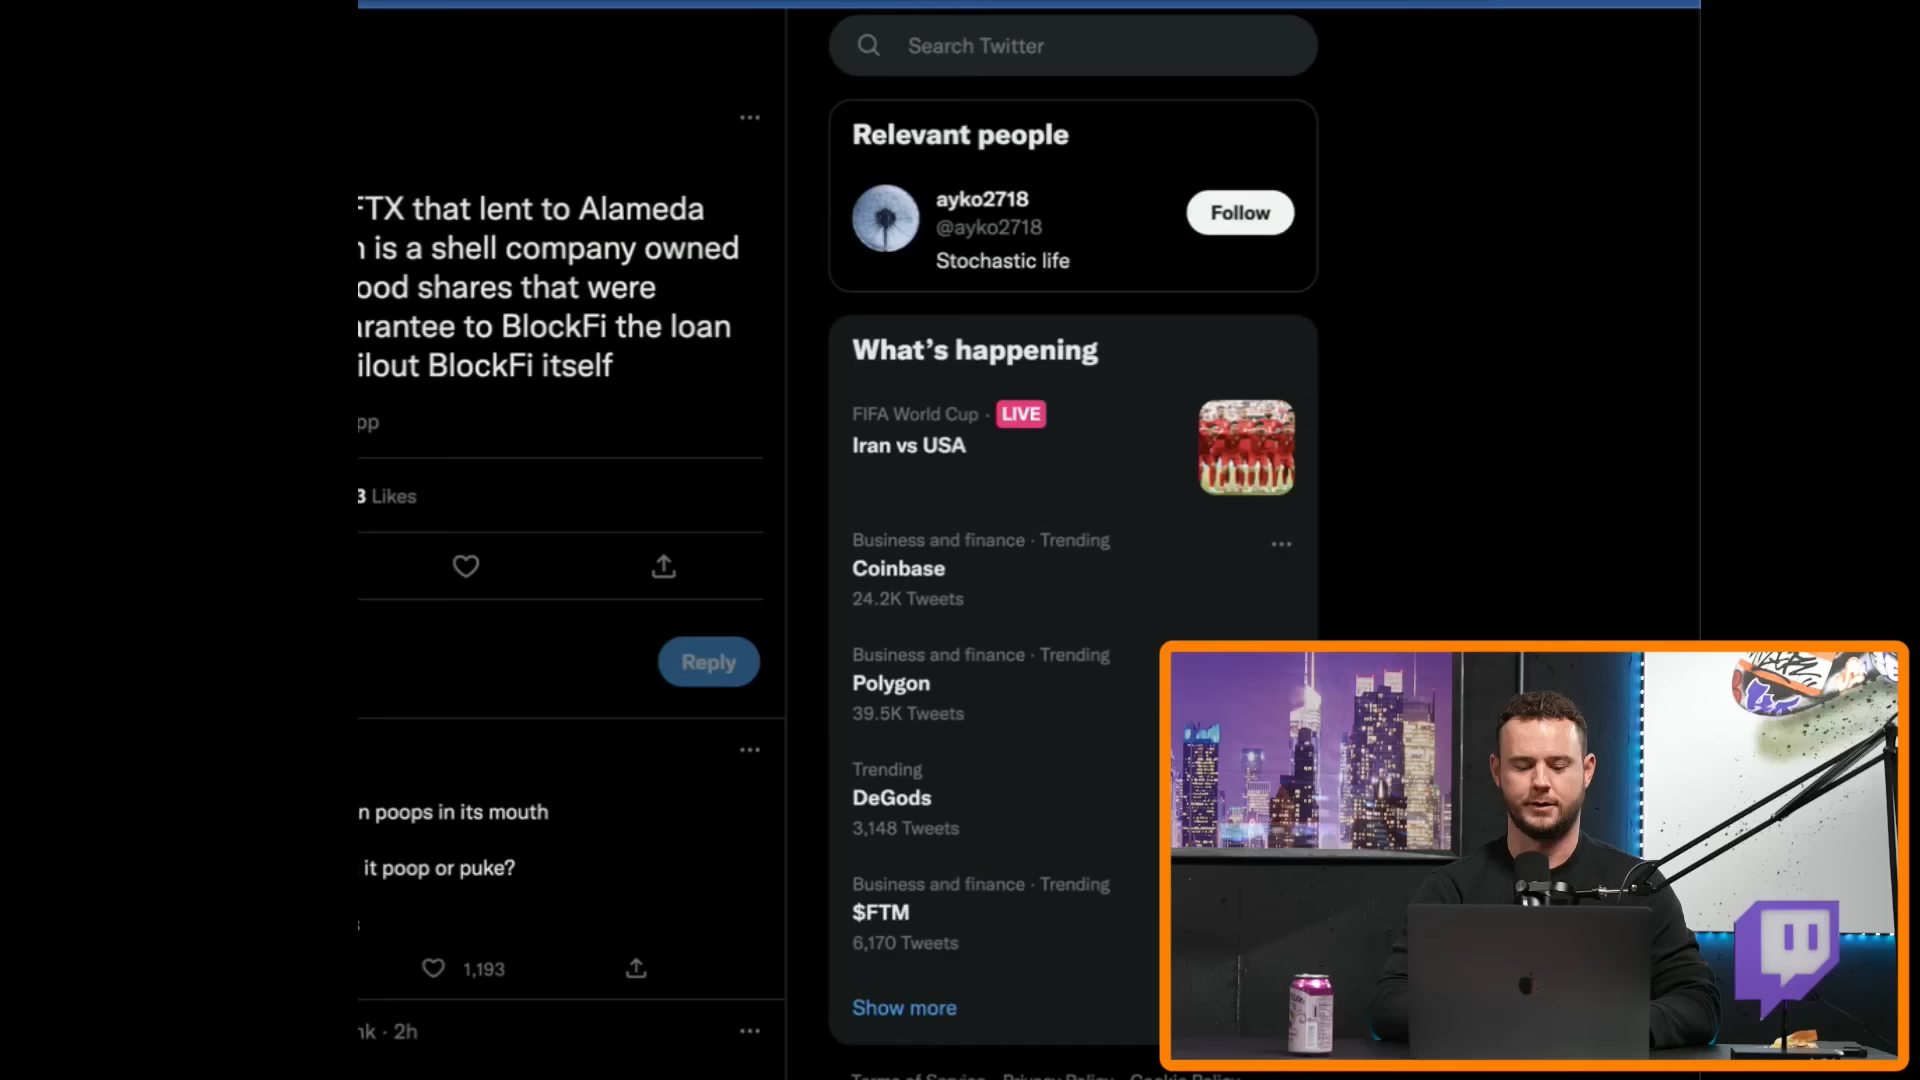 FTX that lent to Alameda
is a shell company owned
ood shares that were
rantee to BlockFi the loan
ilout BlockFi itself
pp
3 Likes
Reply
n poops in its mouth
it poop or puke?
1,193
nk · 2h
Search Twitter
Relevant people
ayko2718
@ayko2718
Stochastic life
Follow
What's happening
FIFA World Cup · LIVE
Iran vs USA
Business and finance · Trending
Coinbase
24.2K Tweets
Business and finance · Trending
Polygon
39.5K Tweets
Trending
DeGods
3,148 Tweets
Business and finance · Trending
$FTM
6,170 Tweets
Show more
Terms of Service Privacy Policy Cookie Policy